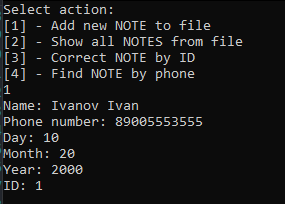 Select action:
[1] - Add new NOTE to file
[2] - Show all NOTES from file
[3] - Correct NOTE by ID
[4] - Find NOTE by phone
1
Name: Ivanov Ivan
Phone number: 89005553555
Day: 10
Month: 20
Year: 2000
ID: 1